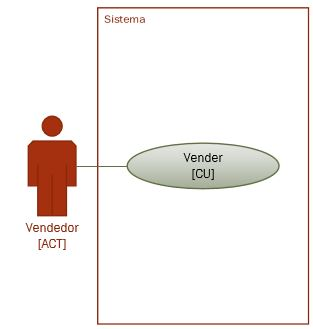 Sistema
Vender
[CU]
Vendedor
[ACT]